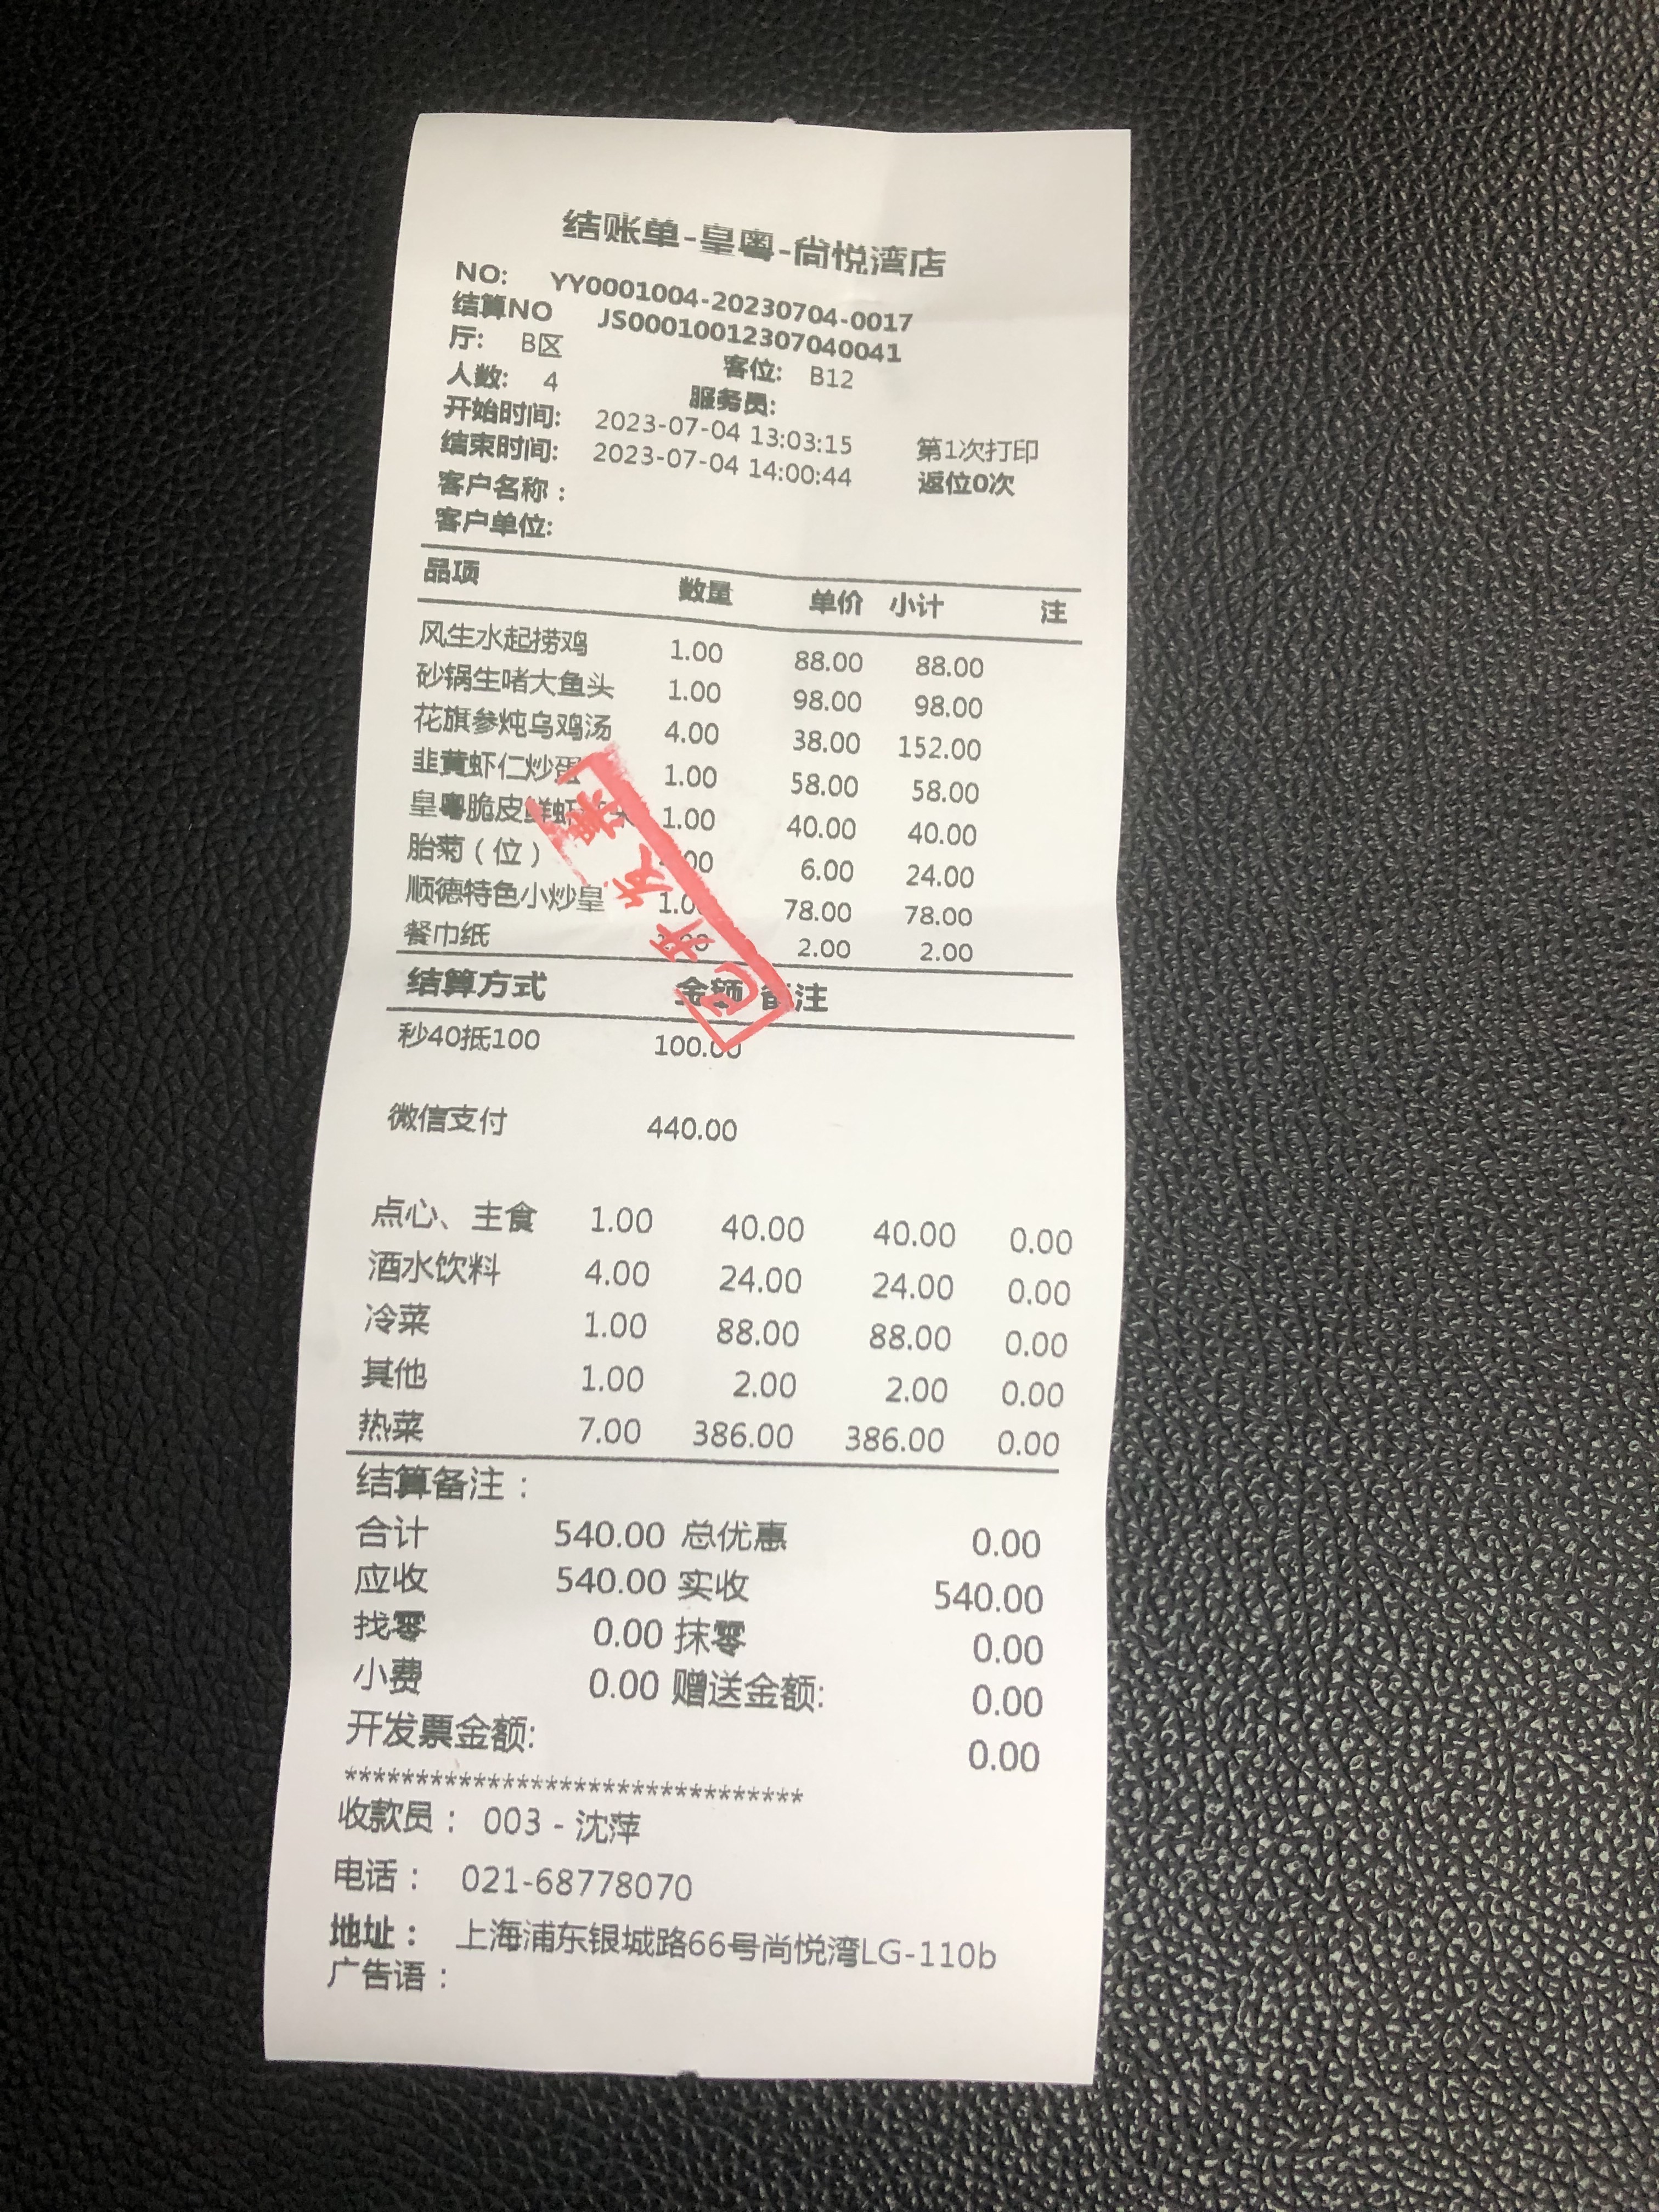 结账单-皇粤-尚悦湾店
NO: YY0001004-20230704-0017
结算NO JS00010012307040041
厅: B区 客位: B12
人数: 4 服务员:
开始时间: 2023-07-04 13:03:15 第1次打印
结束时间: 2023-07-04 14:00:44 返位0次
客户名称：
客户单位:
品项 数量 单价 小计 注
风生水起捞鸡 1.00 88.00 88.00
砂锅生啫大鱼头 1.00 98.00 98.00
花旗参炖乌鸡汤 4.00 38.00 152.00
韭黄虾仁炒蛋 1.00 58.00 58.00
皇粤脆皮鲜虾 1.00 40.00 40.00
胎菊（位） 6.00 24.00
顺德特色小炒皇 1.00 78.00 78.00
餐巾纸 2.00 2.00
已开发票
结算方式 金额 备注
秒40抵100 100.00
微信支付 440.00
点心、主食 1.00 40.00 40.00 0.00
酒水饮料 4.00 24.00 24.00 0.00
冷菜 1.00 88.00 88.00 0.00
其他 1.00 2.00 2.00 0.00
热菜 7.00 386.00 386.00 0.00
结算备注：
合计 540.00 总优惠 0.00
应收 540.00 实收 540.00
找零 0.00 抹零 0.00
小费 0.00 赠送金额: 0.00
开发票金额: 0.00
********************************
收款员： 003 - 沈萍
电话： 021-68778070
地址： 上海浦东银城路66号尚悦湾LG-110b
广告语：